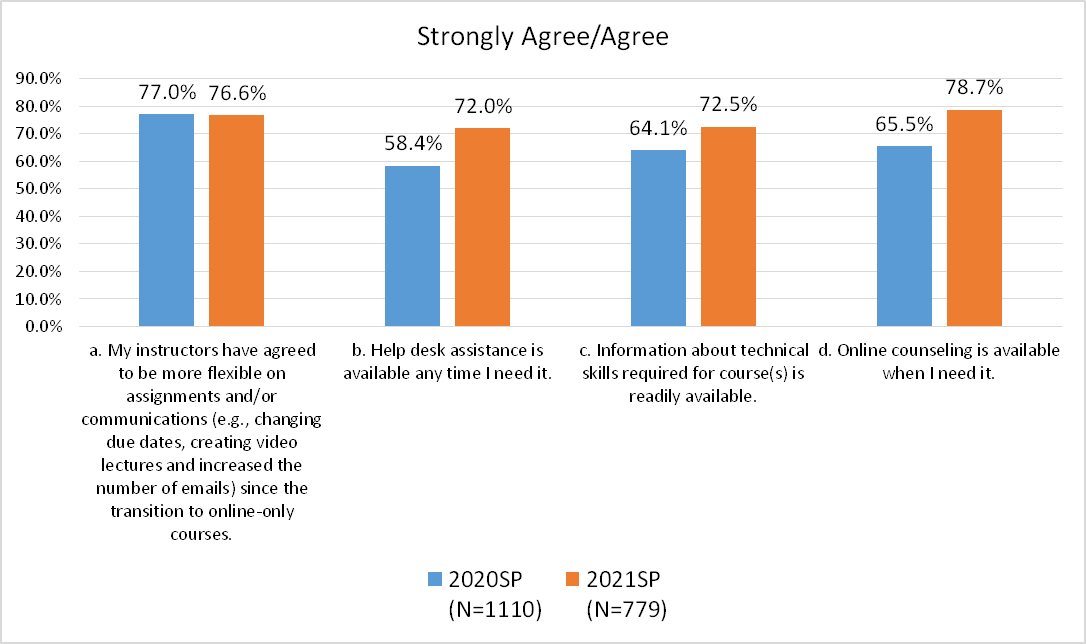 Strongly Agree/Agree
90.0%
80.0%
70.0%
60.0%
50.0%
40.0%
30.0%
20.0%
10.0%
0.0%
77.0%
76.6%
58.4%
72.0%
64.1%
72.5%
65.5%
78.7%
a. My instructors have agreed
to be more flexible on
assignments and/or
communications (e.g., changing
due dates, creating video
lectures and increased the
number of emails) since the
transition to online-only
courses.
b. Help desk assistance is
available any time I need it.
c. Information about technical
skills required for course(s) is
readily available.
d. Online counseling is available
when I need it.
2020SP
(N=1110)
2021SP
(N=779)